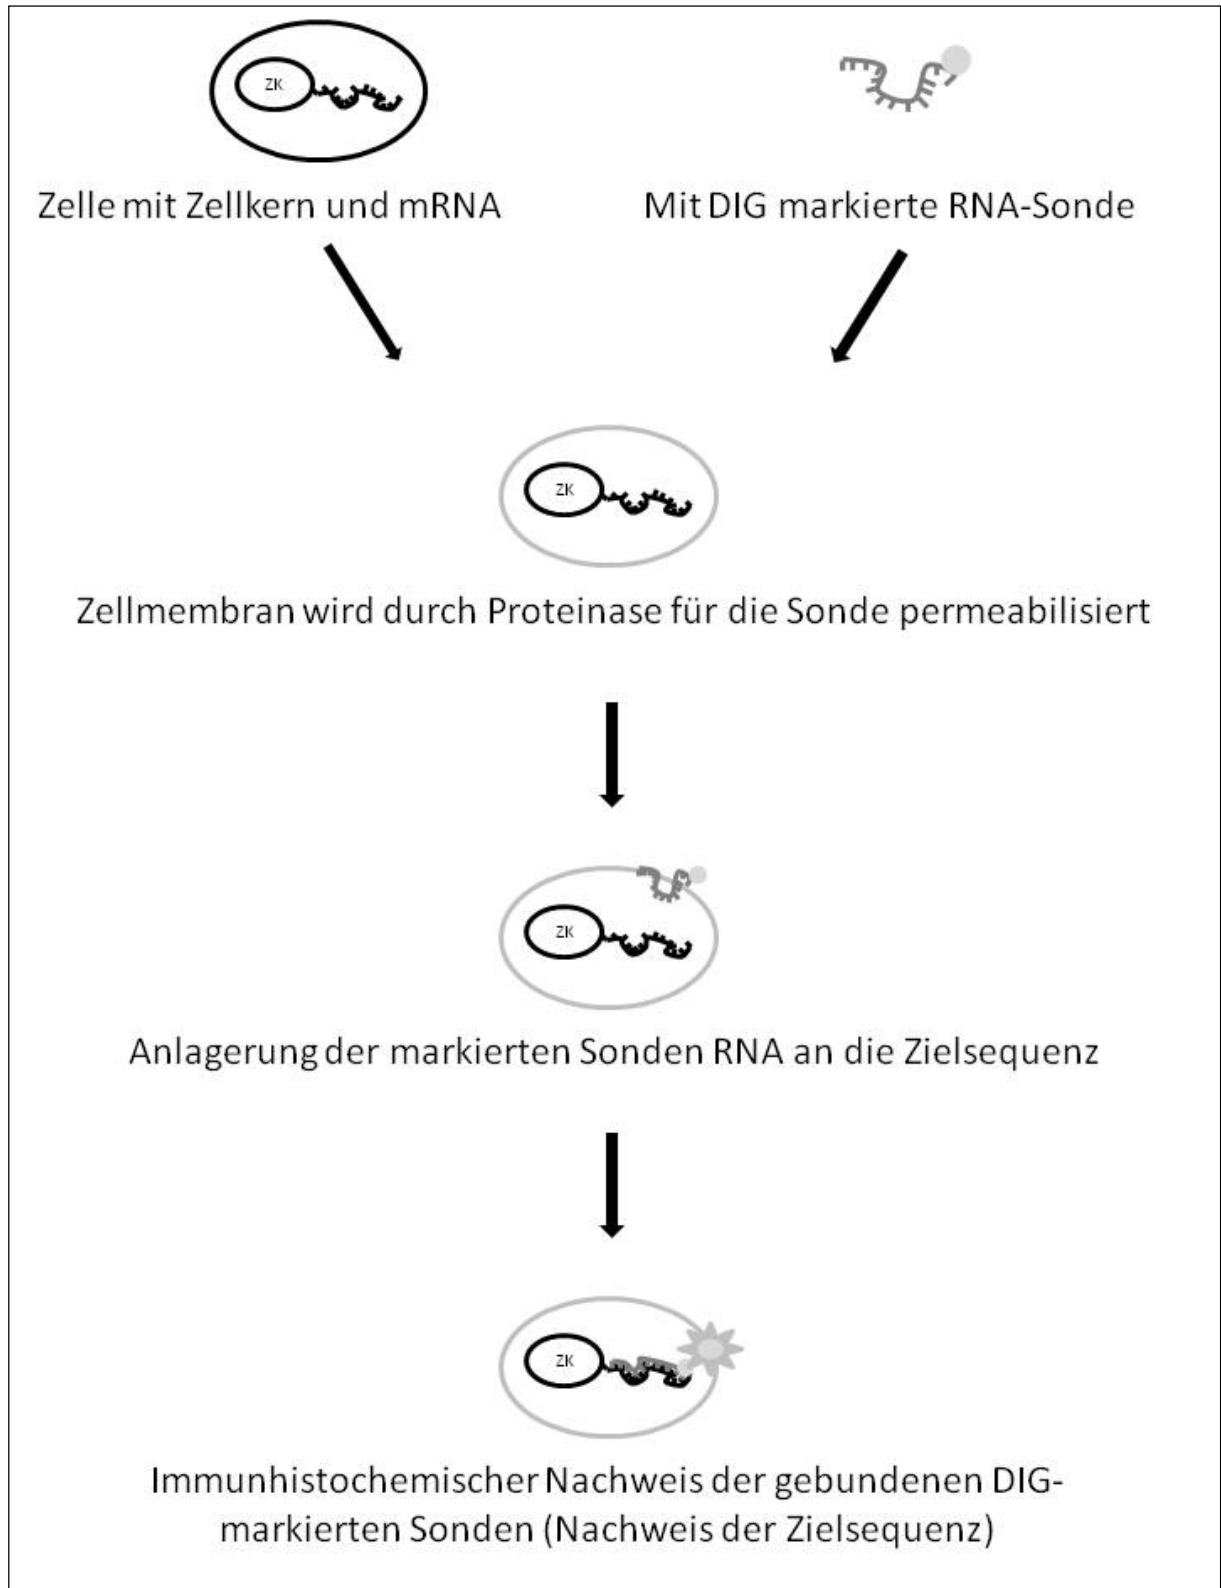 ZK
Zelle mit Zellkern und mRNA
Mit DIG markierte RNA-Sonde
ZK
Zellmembran wird durch Proteinase für die Sonde permeabilisiert
ZK
Anlagerung der markierten Sonden RNA an die Zielsequenz
ZK
Immunhistochemischer Nachweis der gebundenen DIG-
markierten Sonden (Nachweis der Zielsequenz)